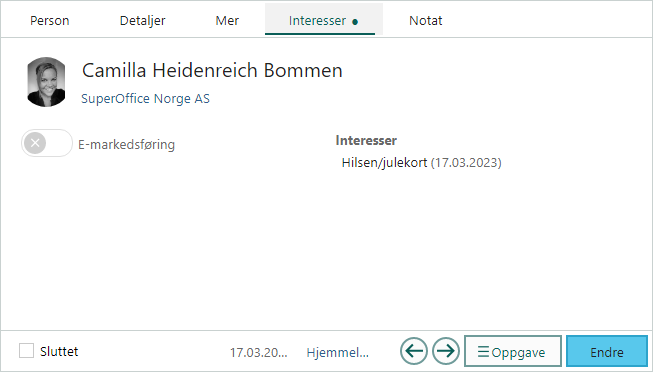 Person Detaljer Mer Interesser Notat
Camilla Heidenreich Bommen
SuperOffice Norge AS
E-markedsføring
Interesser
Hilsen/julekort (17.03.2023)
Sluttet 17.03.20... Hjemmel... Oppgave Endre